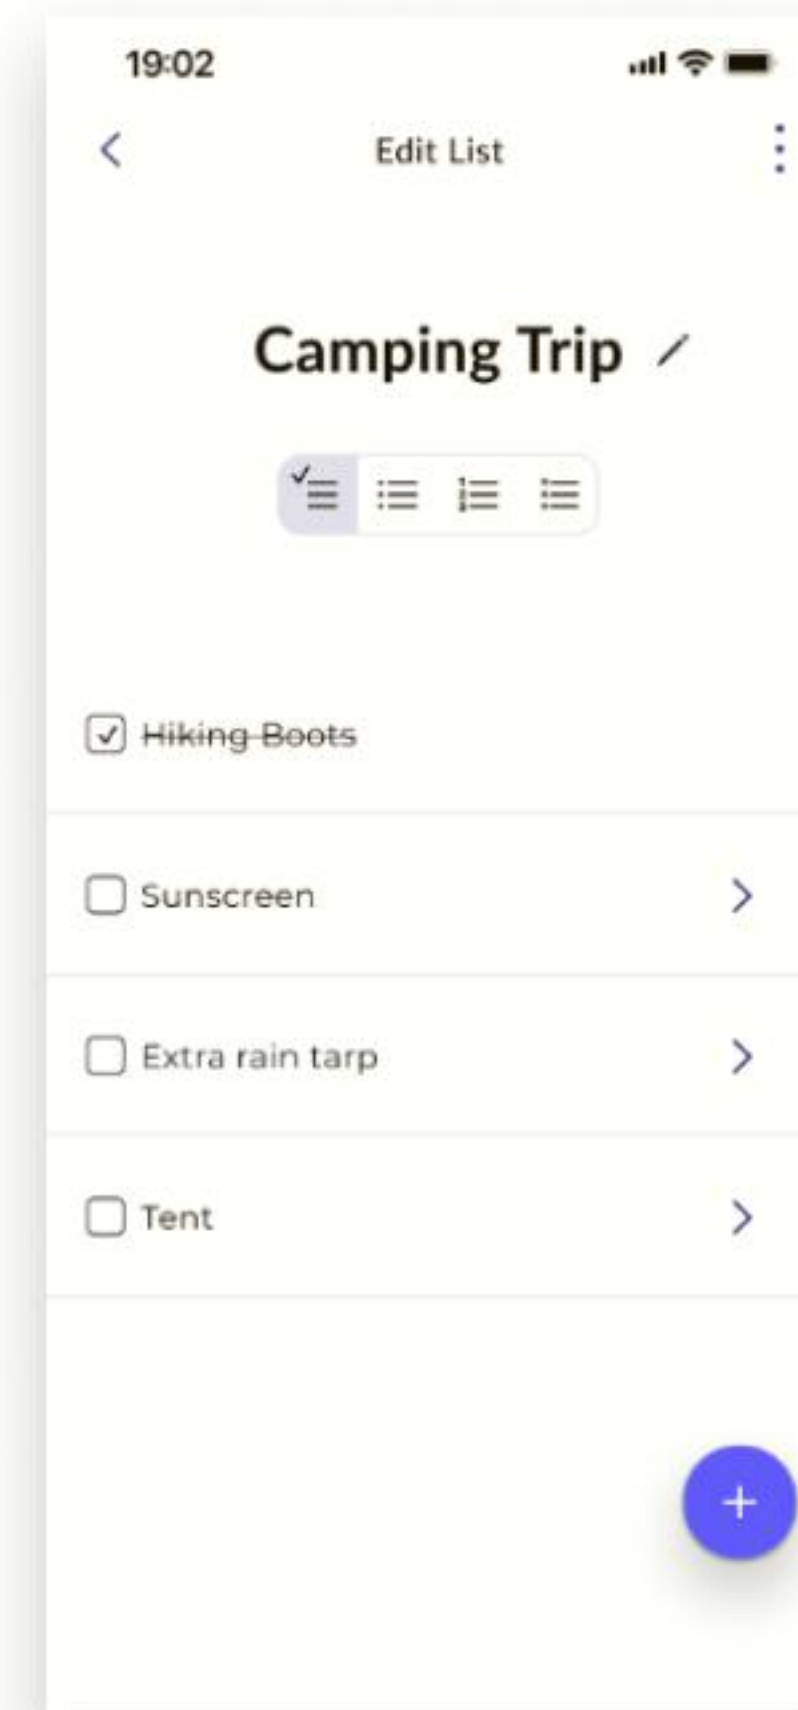 19:02
Edit List
Camping Trip
Hiking Boots
Sunscreen
Extra rain tarp
Tent